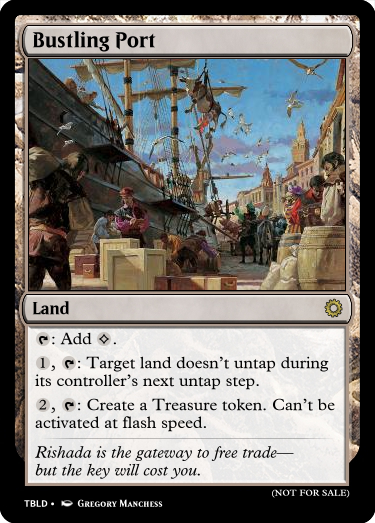 Bustling Port
Land
: Add .
1, : Target land doesn't untap during
its controller's next untap step.
2, : Create a Treasure token. Can't be
activated at flash speed.
Rishada is the gateway to free trade—
but the key will cost you.
(NOT FOR SALE)
TBLD • Gregory Manchess